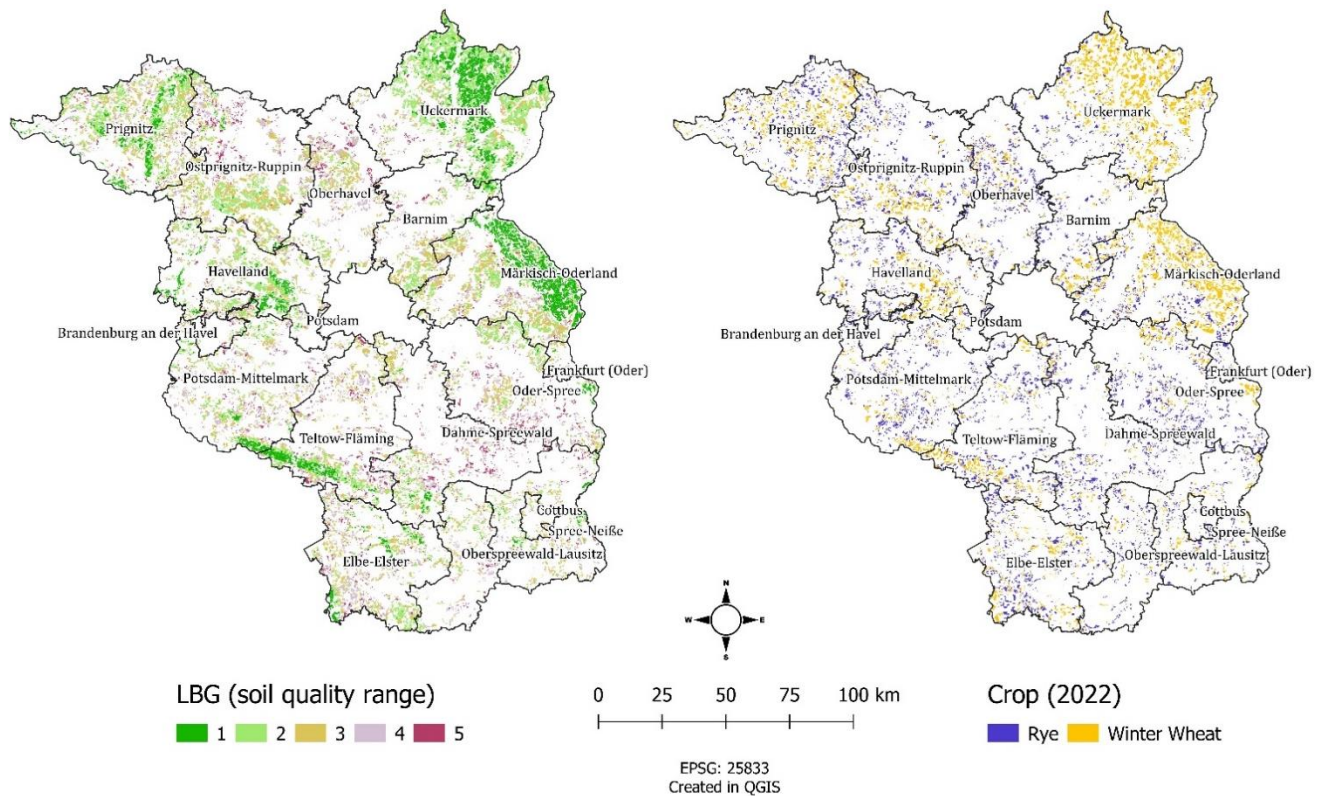 Uckermark
Prignitz
Ostprignitz-Ruppin
Oberhavel
Barnim
Havelland
Märkisch-Oderland
Brandenburg an der Havel
Potsdam
Potsdam-Mittelmark
Frankfurt (Oder)
Oder-Spree
Teltow-Fläming
Dahme-Spreewald
Cottbus
Spree-Neiße
Elbe-Elster
Oberspreewald-Lausitz
Uckermark
Prignitz
Ostprignitz-Ruppin
Oberhavel
Barnim
Havelland
Märkisch-Oderland
Brandenburg an der Havel
Potsdam
Potsdam-Mittelmark
Frankfurt (Oder)
Oder-Spree
Teltow-Fläming
Dahme-Spreewald
Cottbus
Spree-Neiße
Elbe-Elster
Oberspreewald-Lausitz
N
W E
S
LBG (soil quality range)
1 2 3 4 5
0 25 50 75 100 km
EPSG: 25833
Created in QGIS
Crop (2022)
Rye Winter Wheat